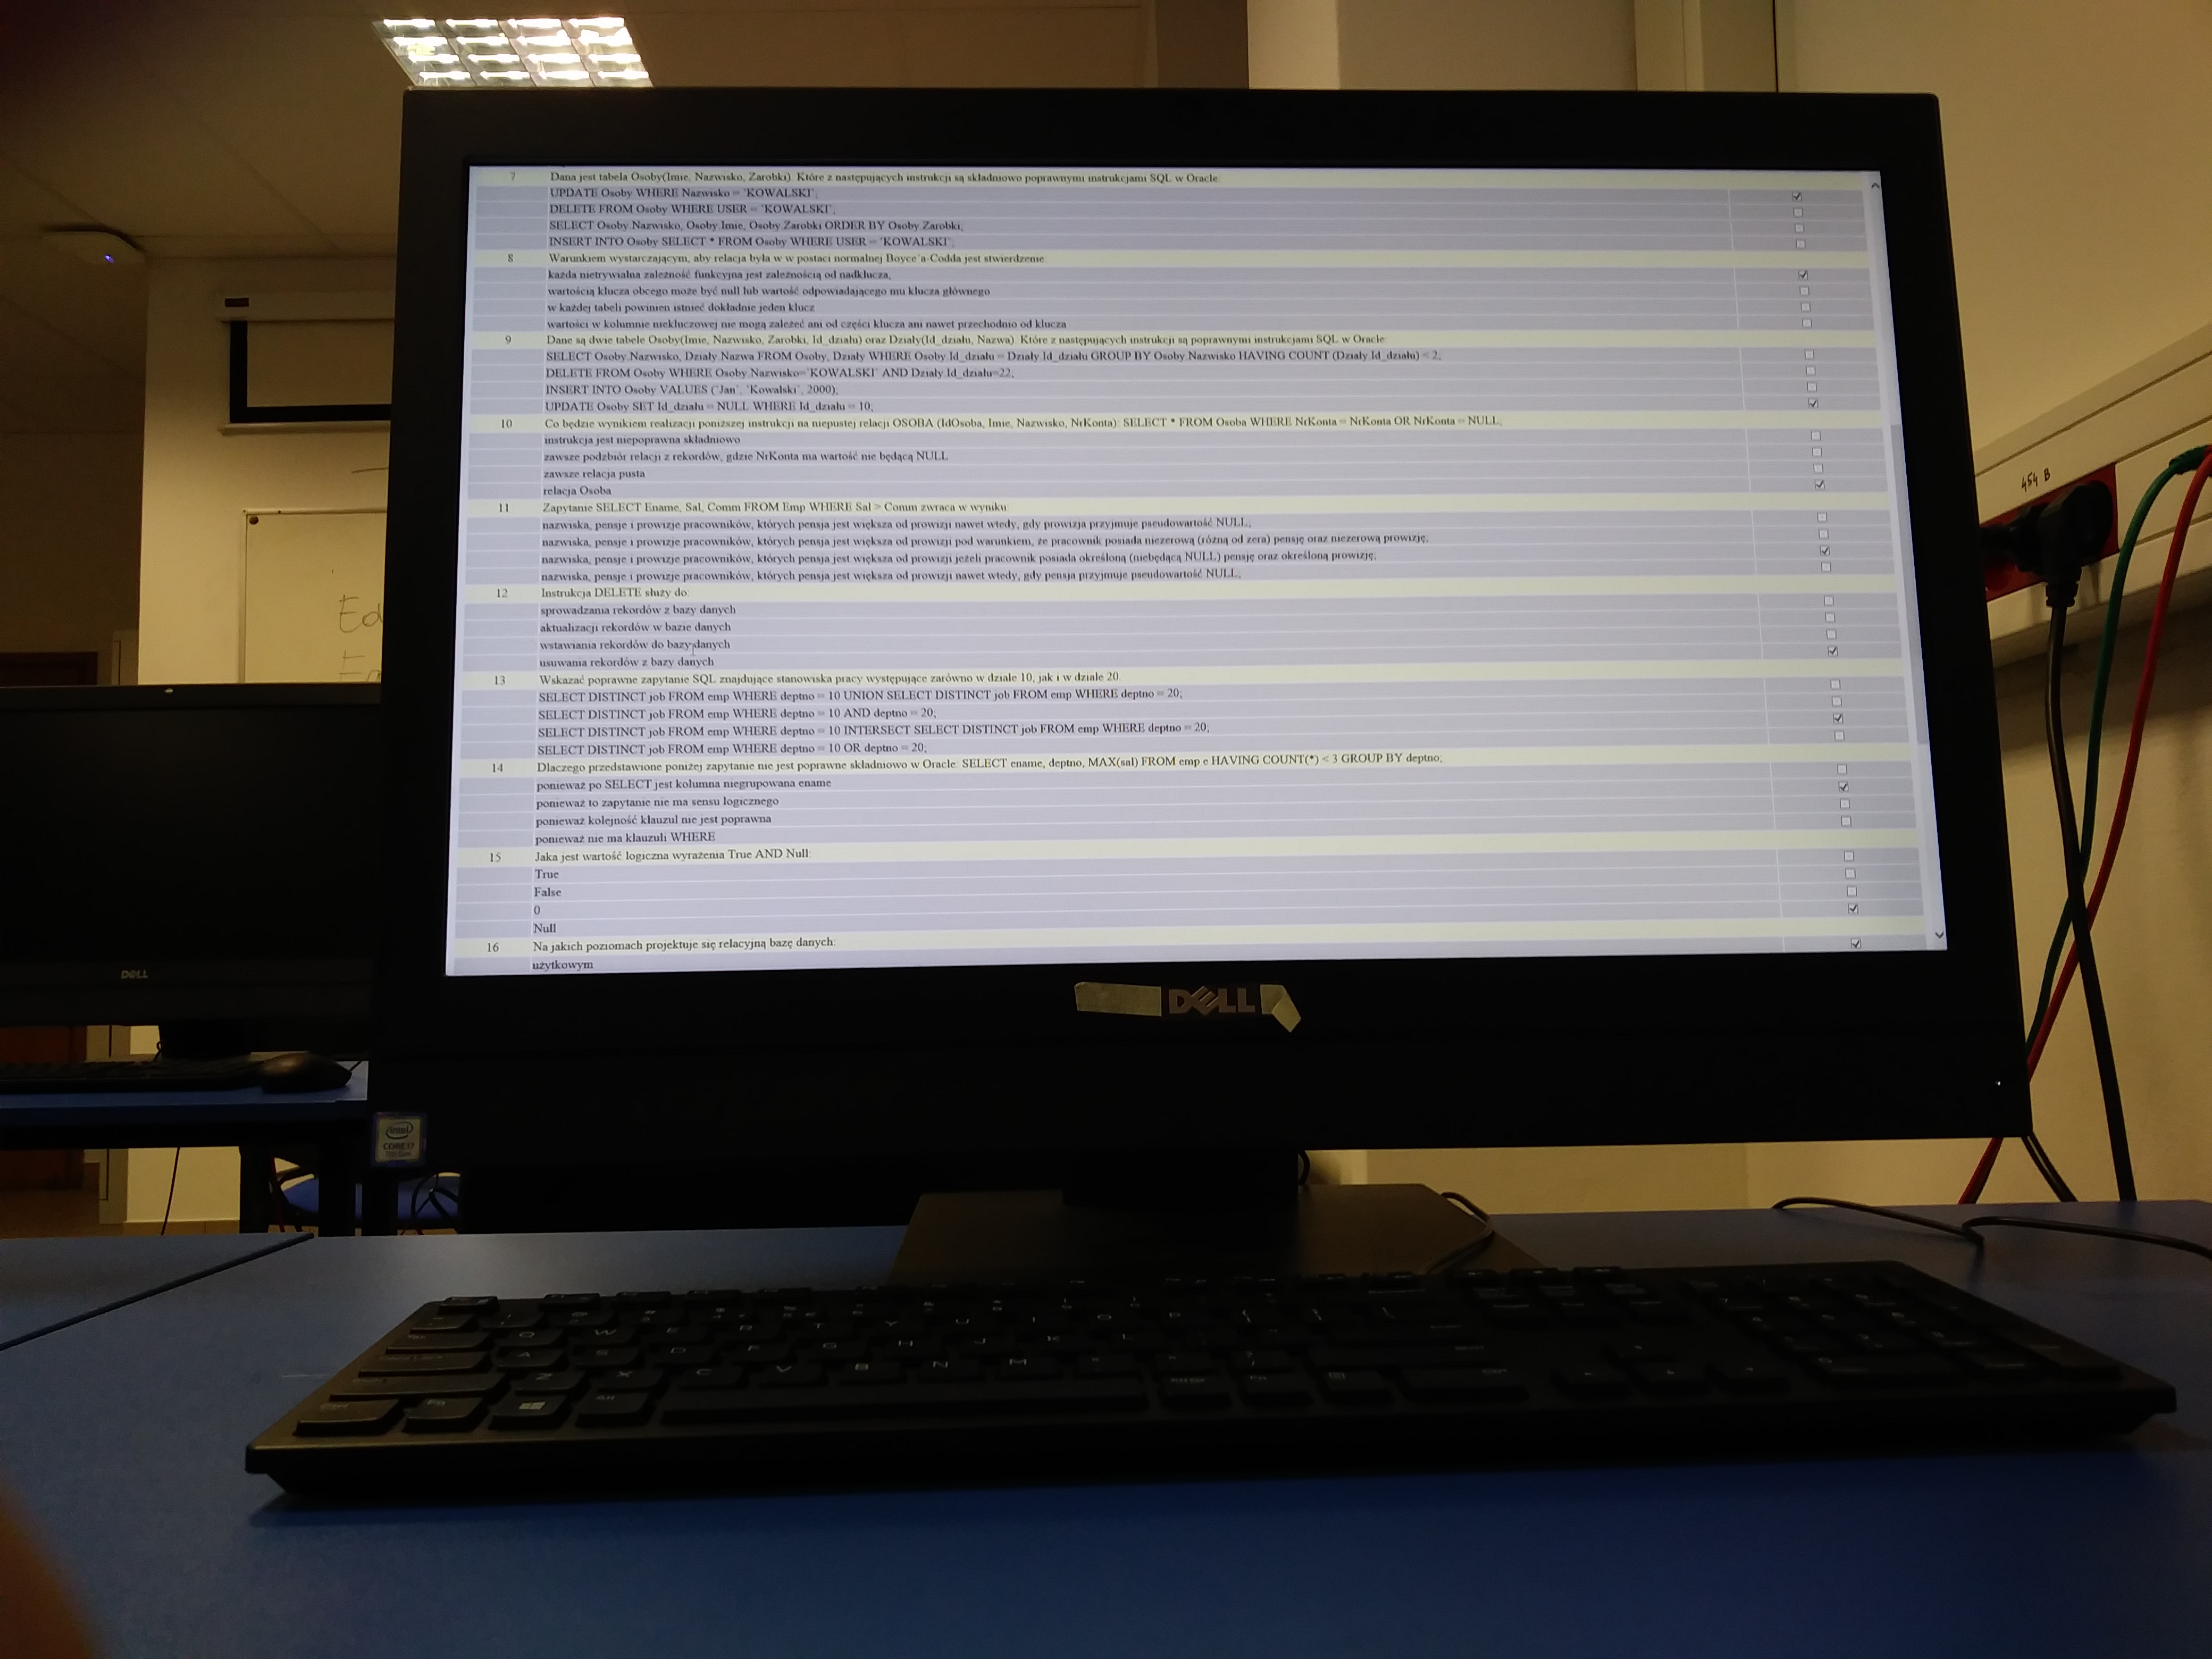 7 Dana jest tabela Osoby(Imie, Nazwisko, Zarobki). Które z następujących instrukcji są składniowo poprawnymi instrukcjami SQL w Oracle:
UPDATE Osoby WHERE Nazwisko = 'KOWALSKI';
DELETE FROM Osoby WHERE USER = 'KOWALSKI';
SELECT Osoby.Nazwisko, Osoby.Imie, Osoby.Zarobki ORDER BY Osoby.Zarobki;
INSERT INTO Osoby SELECT * FROM Osoby WHERE USER = 'KOWALSKI';
8 Warunkiem wystarczającym, aby relacja była w w postaci normalnej Boyce'a-Codda jest stwierdzenie:
każda nietrywialna zależność funkcyjna jest zależnością od nadklucza,
wartością klucza obcego może być null lub wartość odpowiadającego mu klucza głównego
w każdej tabeli powinien istnieć dokładnie jeden klucz
wartości w kolumnie niekluczowej nie mogą zależeć ani od części klucza ani nawet przechodnio od klucza
9 Dane są dwie tabele Osoby(Imie, Nazwisko, Zarobki, Id_działu) oraz Działy(Id_działu, Nazwa). Które z następujących instrukcji są poprawnymi instrukcjami SQL w Oracle:
SELECT Osoby.Nazwisko, Działy.Nazwa FROM Osoby, Działy WHERE Osoby.Id_działu = Działy.Id_działu GROUP BY Osoby.Nazwisko HAVING COUNT (Działy.Id_działu) < 2;
DELETE FROM Osoby WHERE Osoby.Nazwisko='KOWALSKI' AND Działy.Id_działu=22;
INSERT INTO Osoby VALUES ('Jan', 'Kowalski', 2000);
UPDATE Osoby SET Id_działu = NULL WHERE Id_działu = 10;
10 Co będzie wynikiem realizacji poniższej instrukcji na niepustej relacji OSOBA (IdOsoba, Imie, Nazwisko, NrKonta): SELECT * FROM Osoba WHERE NrKonta = NrKonta OR NrKonta = NULL;
instrukcja jest niepoprawna składniowo
zawsze podzbiór relacji z rekordów, gdzie NrKonta ma wartość nie będącą NULL
zawsze relacja pusta
relacja Osoba
11 Zapytanie SELECT Ename, Sal, Comm FROM Emp WHERE Sal > Comm zwraca w wyniku:
nazwiska, pensje i prowizje pracowników, których pensja jest większa od prowizji nawet wtedy, gdy prowizja przyjmuje pseudowartość NULL;
nazwiska, pensje i prowizje pracowników, których pensja jest większa od prowizji pod warunkiem, że pracownik posiada niezerową (różną od zera) pensję oraz niezerową prowizję;
nazwiska, pensje i prowizje pracowników, których pensja jest większa od prowizji jeżeli pracownik posiada określoną (niebędącą NULL) pensję oraz określoną prowizję;
nazwiska, pensje i prowizje pracowników, których pensja jest większa od prowizji nawet wtedy, gdy pensja przyjmuje pseudowartość NULL;
12 Instrukcja DELETE służy do:
sprowadzania rekordów z bazy danych
aktualizacji rekordów w bazie danych
wstawiania rekordów do bazy danych
usuwania rekordów z bazy danych
13 Wskazać poprawne zapytanie SQL znajdujące stanowiska pracy występujące zarówno w dziale 10, jak i w dziale 20.
SELECT DISTINCT job FROM emp WHERE deptno = 10 UNION SELECT DISTINCT job FROM emp WHERE deptno = 20;
SELECT DISTINCT job FROM emp WHERE deptno = 10 AND deptno = 20;
SELECT DISTINCT job FROM emp WHERE deptno = 10 INTERSECT SELECT DISTINCT job FROM emp WHERE deptno = 20;
SELECT DISTINCT job FROM emp WHERE deptno = 10 OR deptno = 20;
14 Dlaczego przedstawione poniżej zapytanie nie jest poprawne składniowo w Oracle: SELECT ename, deptno, MAX(sal) FROM emp e HAVING COUNT(*) < 3 GROUP BY deptno;
ponieważ po SELECT jest kolumna niegrupowana ename
ponieważ to zapytanie nie ma sensu logicznego
ponieważ kolejność klauzul nie jest poprawna
ponieważ nie ma klauzuli WHERE
15 Jaka jest wartość logiczna wyrażenia True AND Null:
True
False
0
Null
16 Na jakich poziomach projektuje się relacyjną bazę danych:
użytkowym
454 B
Ed
DELL
DELL
intel
CORE i7